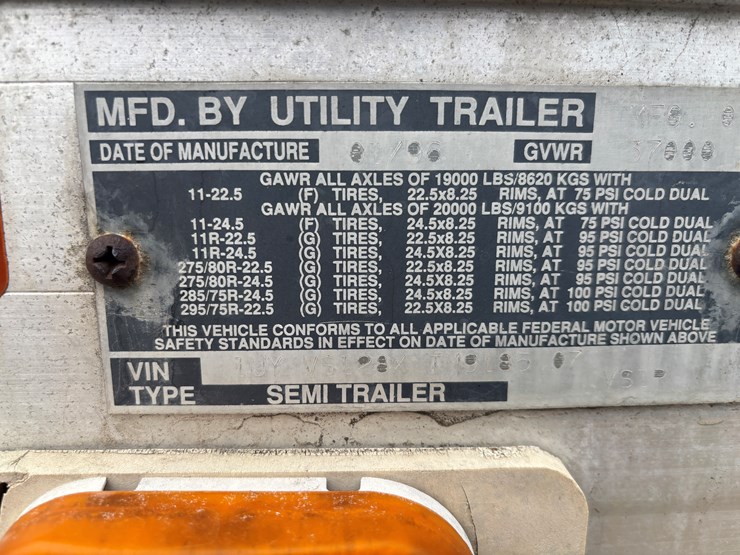 MFD. BY UTILITY TRAILER MFG.
DATE OF MANUFACTURE GVWR
GAWR ALL AXLES OF 19000 LBS/8620 KGS WITH
11-22.5 (F) TIRES, 22.5x8.25 RIMS, AT 75 PSI COLD DUAL
GAWR ALL AXLES OF 20000 LBS/9100 KGS WITH
11-24.5 (F) TIRES, 24.5x8.25 RIMS, AT 75 PSI COLD DUAL
11R-22.5 (G) TIRES, 22.5x8.25 RIMS, AT 95 PSI COLD DUAL
11R-24.5 (G) TIRES, 24.5X8.25 RIMS, AT 95 PSI COLD DUAL
275/80R-22.5 (G) TIRES, 22.5x8.25 RIMS, AT 95 PSI COLD DUAL
275/80R-24.5 (G) TIRES, 24.5x8.25 RIMS, AT 95 PSI COLD DUAL
285/75R-24.5 (G) TIRES, 24.5x8.25 RIMS, AT 100 PSI COLD DUAL
295/75R-22.5 (G) TIRES, 22.5X8.25 RIMS, AT 100 PSI COLD DUAL
THIS VEHICLE CONFORMS TO ALL APPLICABLE FEDERAL MOTOR VEHICLE
SAFETY STANDARDS IN EFFECT ON DATE OF MANUFACTURE SHOWN ABOVE
VIN
TYPE SEMI TRAILER